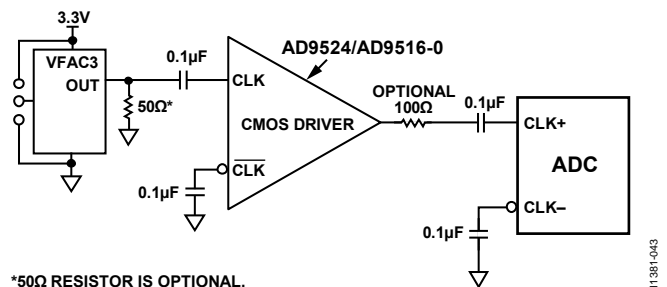 3.3V
VFAC3
OUT
0.1µF
50Ω*
CLK
AD9524/AD9516-0
CMOS DRIVER
CLK
0.1µF
OPTIONAL
100Ω
0.1µF
CLK+
ADC
CLK–
0.1µF
*50Ω RESISTOR IS OPTIONAL.
11381-043